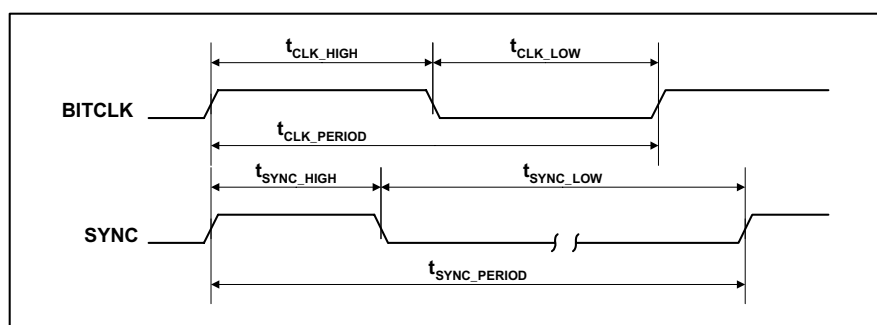 tCLK_HIGH tCLK_LOW
BITCLK
tCLK_PERIOD
tSYNC_HIGH tSYNC_LOW
SYNC
tSYNC_PERIOD